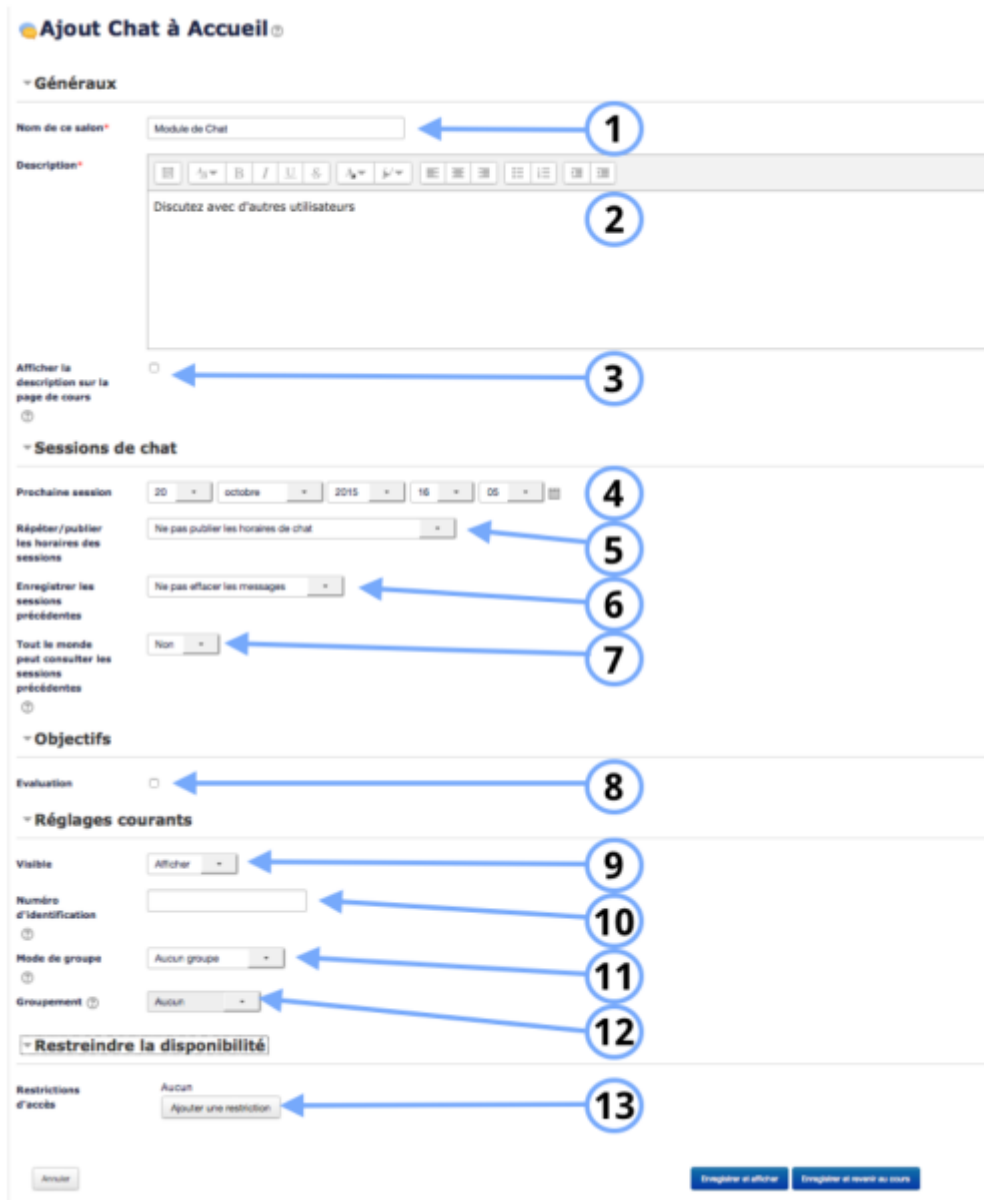 Ajout Chat à Accueil
Généraux
Nom de ce salon* Module de Chat 1
Description*
B I U S
Discutez avec d'autres utilisateurs 2
Afficher la
description sur la
page de cours 3
Sessions de chat
Prochaine session 20 octobre 2015 16 05 4
Répéter/publier
les horaires des
sessions Ne pas publier les horaires de chat 5
Enregistrer les
sessions
précédentes Ne pas effacer les messages 6
Tout le monde
peut consulter les
sessions
précédentes Non 7
Objectifs
Evaluation 8
Réglages courants
Visible Afficher 9
Numéro
d'identification 10
Mode de groupe Aucun groupe 11
Groupement Aucun 12
Restreindre la disponibilité
Restrictions
d'accès Aucun
Ajouter une restriction 13
Annuler Enregistrer et afficher Enregistrer et revenir au cours